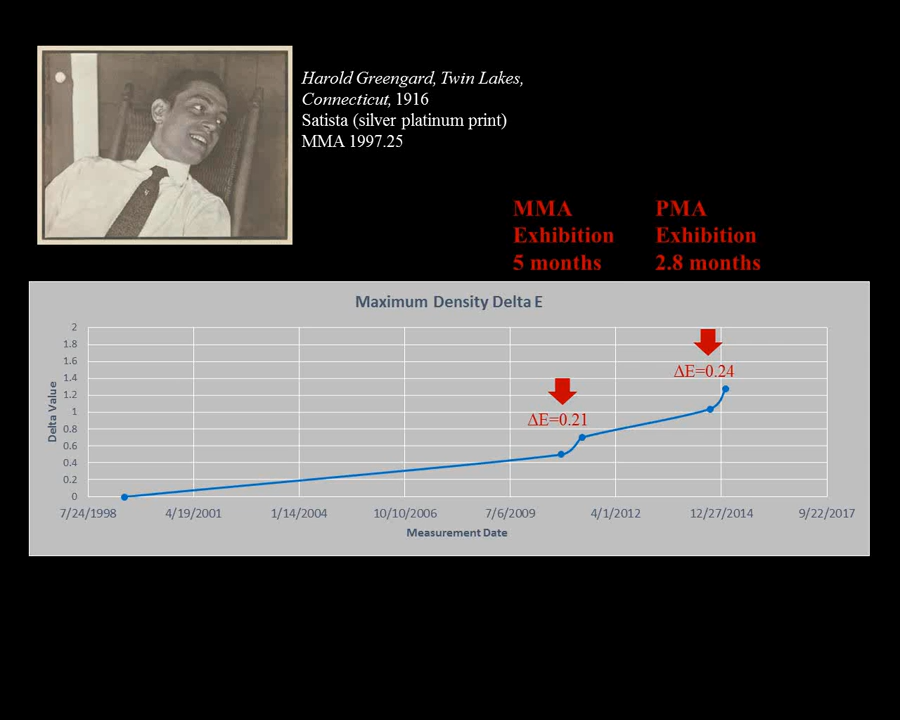 Harold Greengard, Twin Lakes,
Connecticut, 1916
Satista (silver platinum print)
MMA 1997.25
MMA
Exhibition
5 months
PMA
Exhibition
2.8 months
Maximum Density Delta E
2
1.8
1.6
1.4
1.2
1
0.8
0.6
0.4
0.2
0
Delta Value
ΔE=0.21
ΔE=0.24
7/24/1998 4/19/2001 1/14/2004 10/10/2006 7/6/2009 4/1/2012 12/27/2014 9/22/2017
Measurement Date